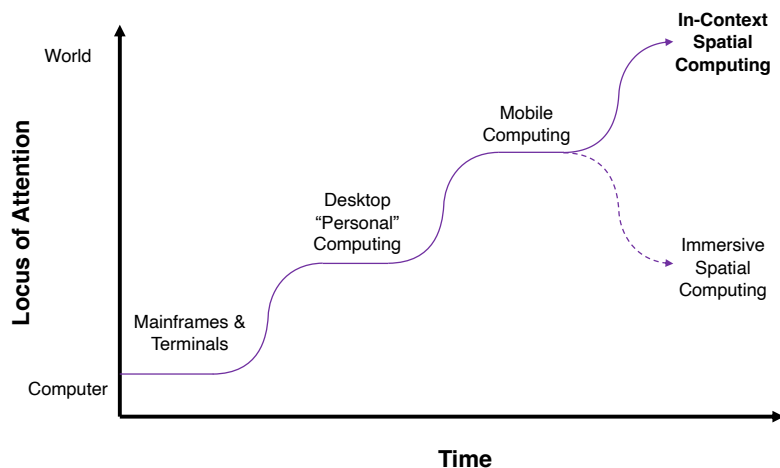 In-Context
Spatial
Computing
World
Mobile
Computing
Desktop
“Personal”
Computing
Immersive
Spatial
Computing
Mainframes &
Terminals
Computer
Locus of Attention
Time